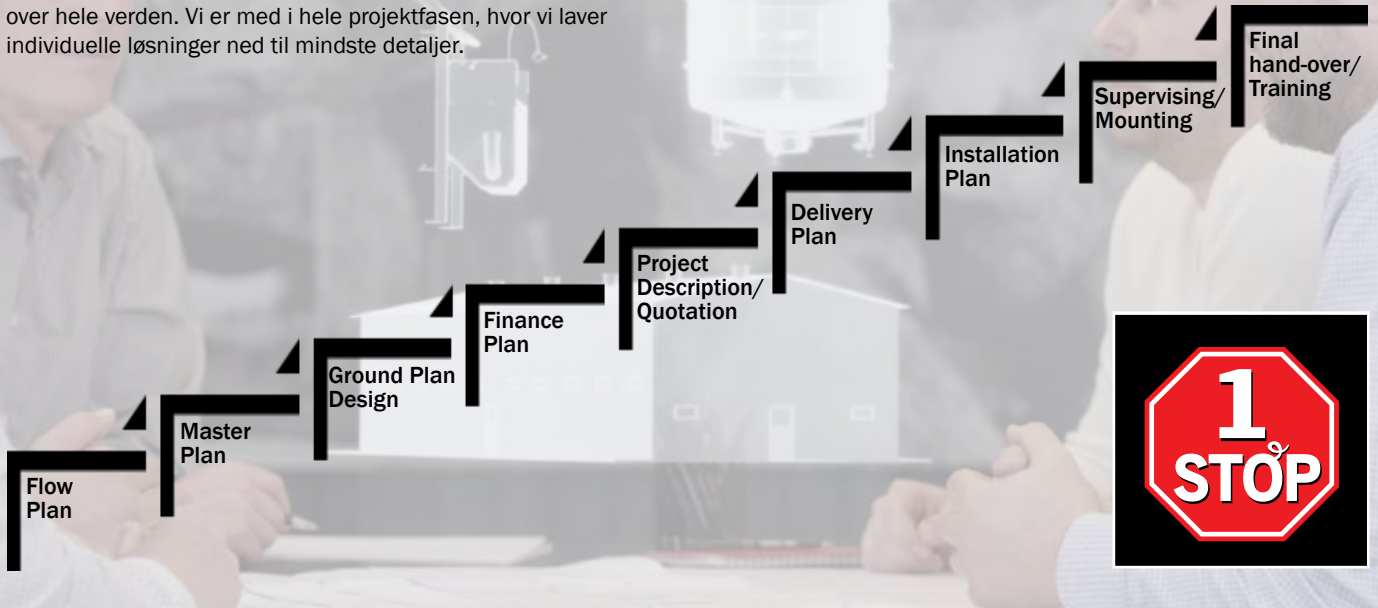 over hele verden. Vi er med i hele projektfasen, hvor vi laver
individuelle løsninger ned til mindste detaljer.
Flow
Plan
Master
Plan
Ground Plan
Design
Finance
Plan
Project
Description/
Quotation
Delivery
Plan
Installation
Plan
Supervising/
Mounting
Final
hand-over/
Training
1
STOP